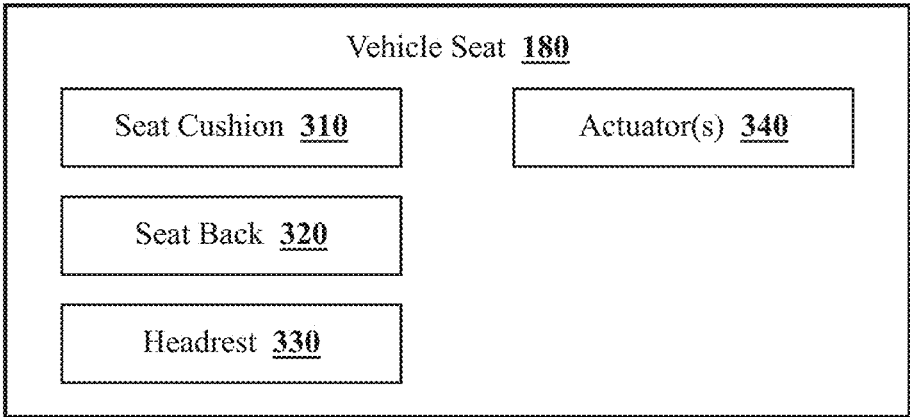 Vehicle Seat 180
Seat Cushion 310
Actuator(s) 340
Seat Back 320
Headrest 330